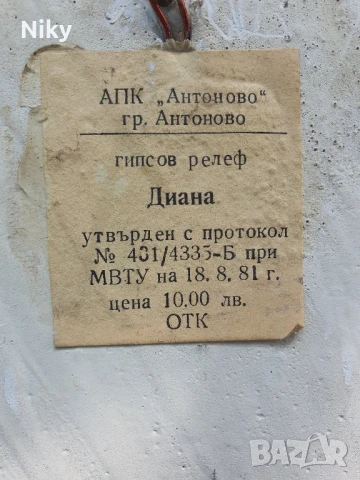 Niky
АПК „Антоново“
гр. Антоново
гипсов релеф
Диана
утвърден с протокол
№ 431/4335-Б при
МВТУ на 18. 8. 81 г.
цена 10.00 лв.
ОТК
BAZAR